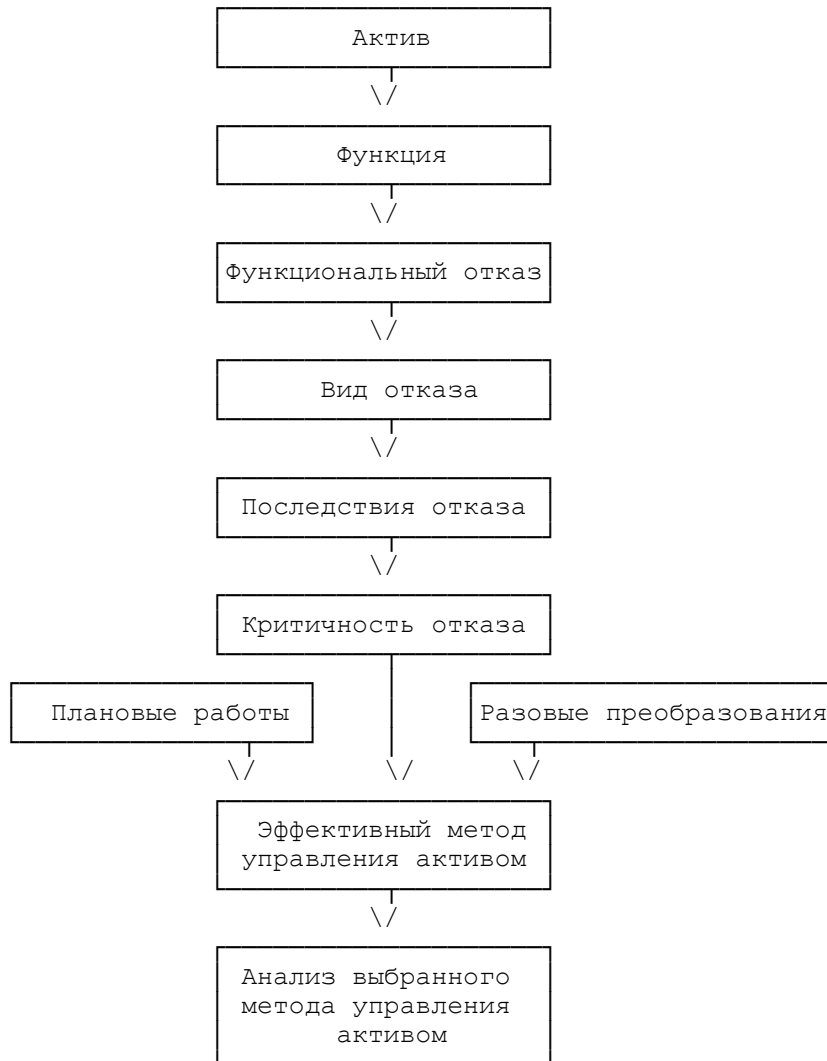 Актив
Функция
Функциональный отказ
Вид отказа
Последствия отказа
Критичность отказа
Плановые работы
Разовые преобразования
Эффективный метод
управления активом
Анализ выбранного
метода управления
активом